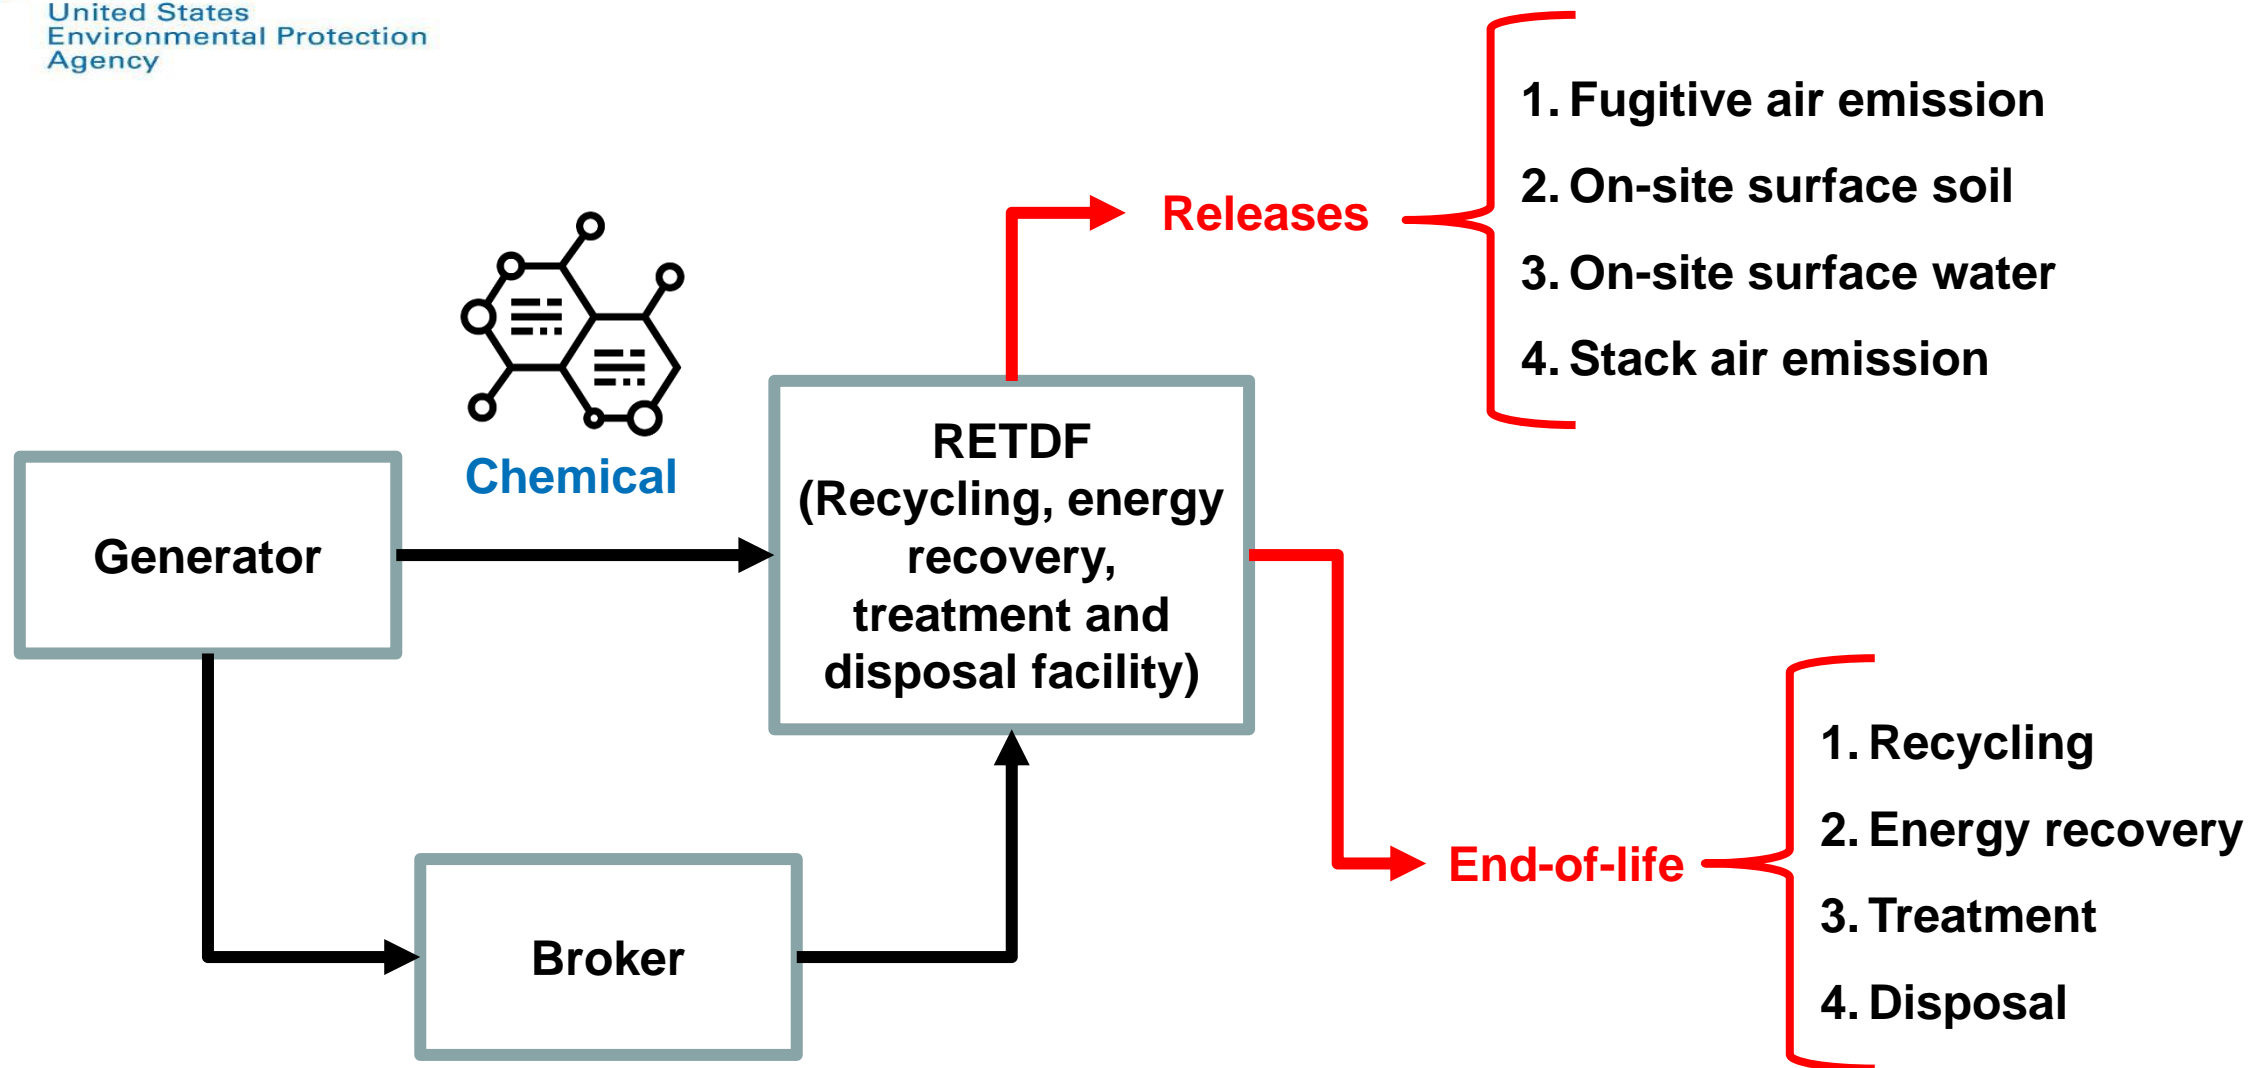 United States
Environmental Protection
Agency
1. Fugitive air emission
2. On-site surface soil
Releases
3. On-site surface water
4. Stack air emission
Chemical
RETDF
(Recycling, energy
recovery,
treatment and
disposal facility)
Generator
Broker
End-of-life
1. Recycling
2. Energy recovery
3. Treatment
4. Disposal